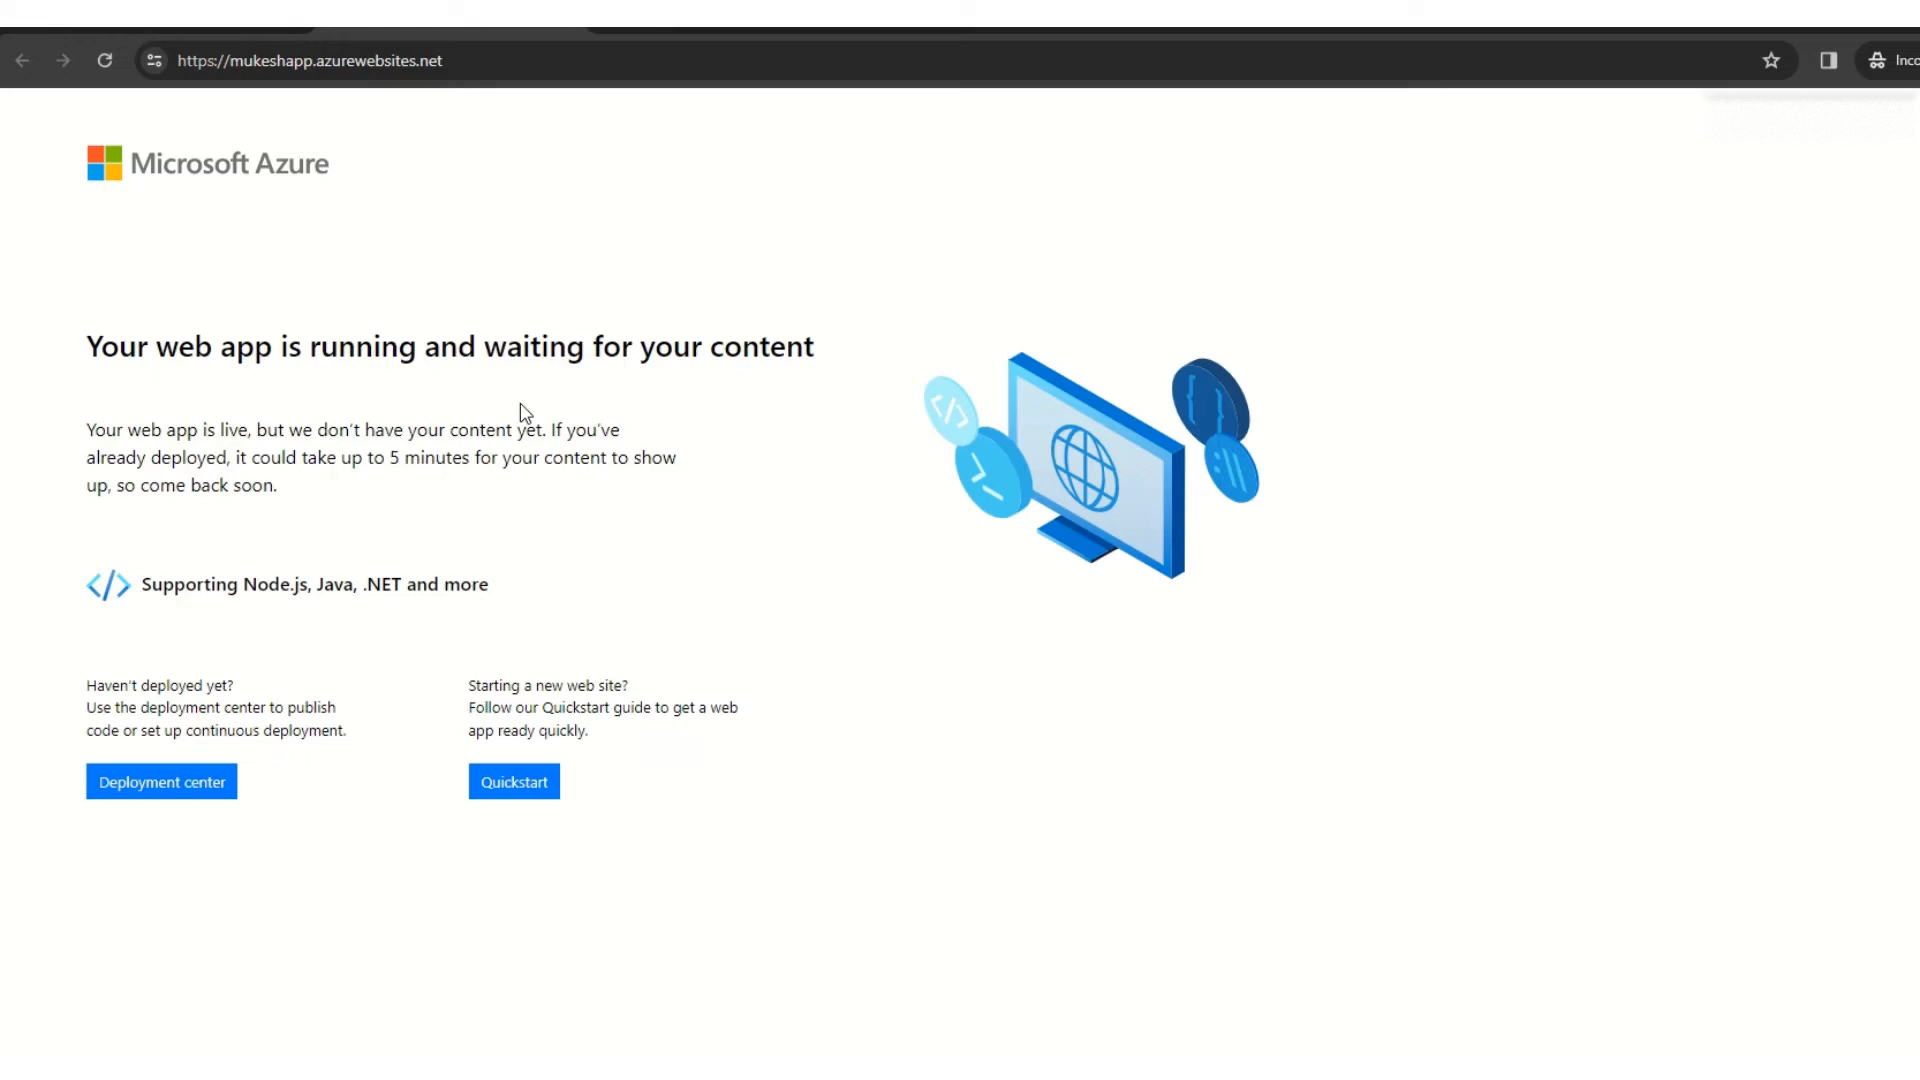 https://mukeshapp.azurewebsites.net
Inco
Microsoft Azure
Your web app is running and waiting for your content
Your web app is live, but we don’t have your content yet. If you’ve
already deployed, it could take up to 5 minutes for your content to show
up, so come back soon.
</>
Supporting Node.js, Java, .NET and more
Haven’t deployed yet?
Use the deployment center to publish
code or set up continuous deployment.
Deployment center
Starting a new web site?
Follow our Quickstart guide to get a web
app ready quickly.
Quickstart